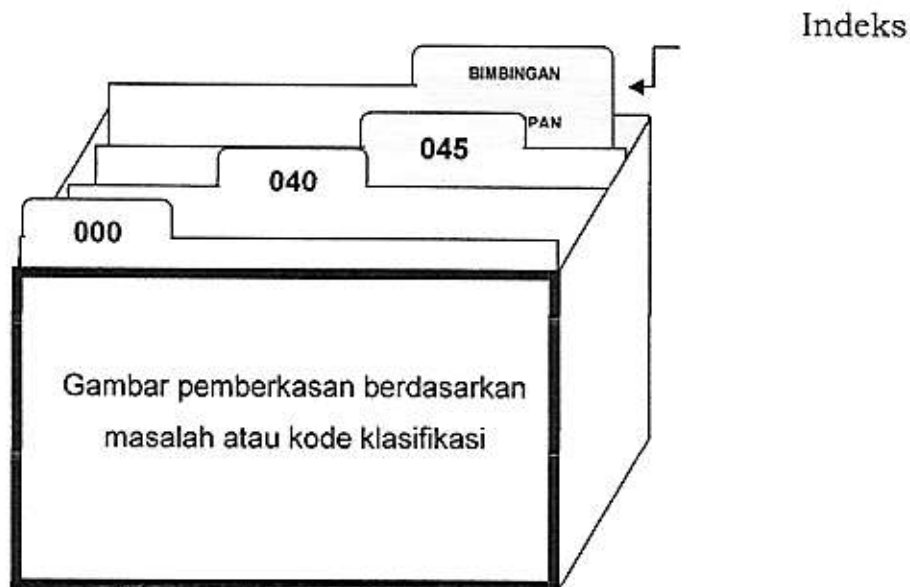 Indeks
BIMBINGAN
PAN
045
040
000
Gambar pemberkasan berdasarkan
masalah atau kode klasifikasi